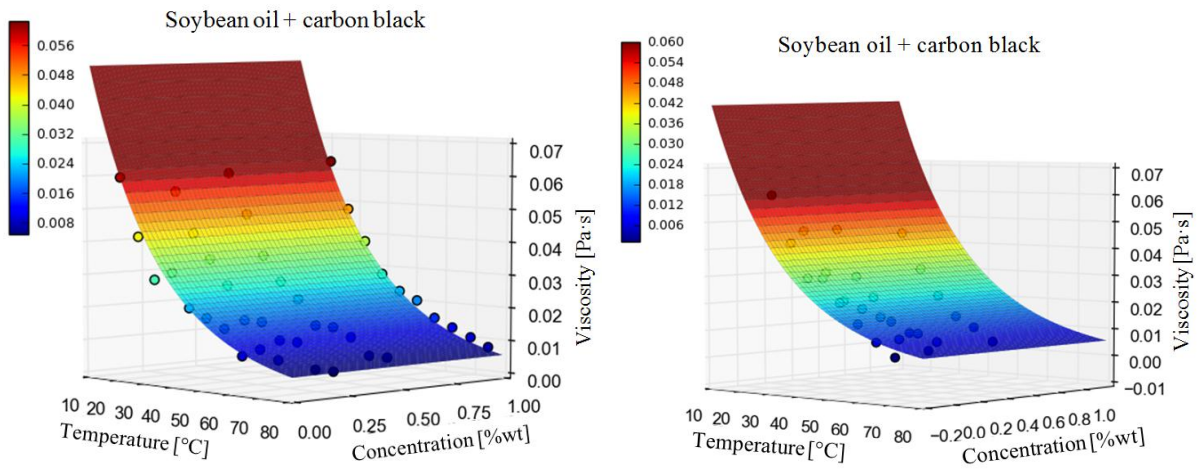 Soybean oil + carbon black
0.056
0.048
0.040
0.032
0.024
0.016
0.008
0.07
0.06
0.05
0.04
0.03
0.02
0.01
0.00
Viscosity [Pa·s]
10 20 30 40 50 60 70 80
Temperature [°C]
0.00 0.25 0.50 0.75 1.00
Concentration [%wt]
Soybean oil + carbon black
0.060
0.054
0.048
0.042
0.036
0.030
0.024
0.018
0.012
0.006
0.07
0.06
0.05
0.04
0.03
0.02
0.01
0.00
−0.01
Viscosity [Pa·s]
10 20 30 40 50 60 70 80
Temperature [°C]
−0.20.0 0.2 0.4 0.6 0.8 1.0
Concentration [%wt]